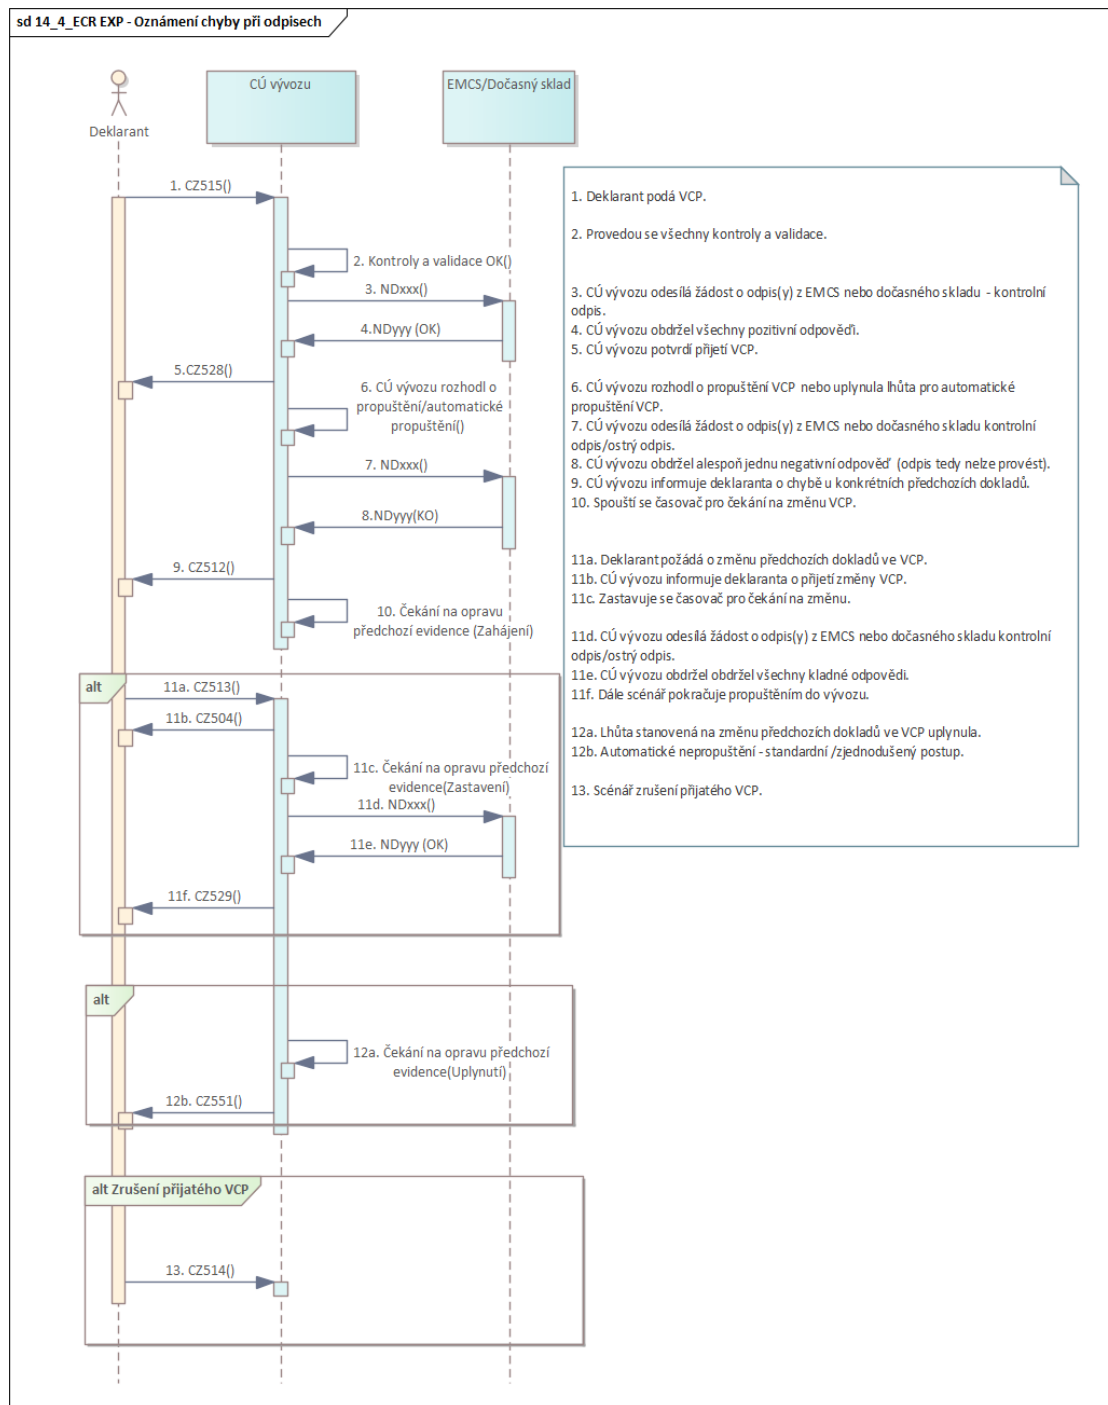 sd 14_4_ECR EXP - Oznámení chyby při odpisech
CÚ vývozu
EMCS/Dočasný sklad
Deklarant
1. CZ515()
2. Kontroly a validace OK()
3. NDxxx()
4.NDyyy (OK)
5.CZ528()
6. CÚ vývozu rozhodl o
propuštění/automatické
propuštění()
7. NDxxx()
8.NDyyy(KO)
9. CZ512()
10. Čekání na opravu
předchozí evidence (Zahájení)
alt
11a. CZ513()
11b. CZ504()
11c. Čekání na opravu předchozí
evidence(Zastavení)
11d. NDxxx()
11e. NDyyy (OK)
11f. CZ529()
alt
12a. Čekání na opravu předchozí
evidence(Uplynutí)
12b. CZ551()
alt Zrušení přijatého VCP
13. CZ514()
1. Deklarant podá VCP.
2. Provedou se všechny kontroly a validace.
3. CÚ vývozu odesílá žádost o odpis(y) z EMCS nebo dočasného skladu - kontrolní
odpis.
4. CÚ vývozu obdržel všechny pozitivní odpověďi.
5. CÚ vývozu potvrdí přijetí VCP.
6. CÚ vývozu rozhodl o propuštění VCP nebo uplynula lhůta pro automatické
propuštění VCP.
7. CÚ vývozu odesílá žádost o odpis(y) z EMCS nebo dočasného skladu kontrolní
odpis/ostrý odpis.
8. CÚ vývozu obdržel alespoň jednu negativní odpověď (odpis tedy nelze provést).
9. CÚ vývozu informuje deklaranta o chybě u konkrétních předchozích dokladů.
10. Spouští se časovač pro čekání na změnu VCP.
11a. Deklarant požádá o změnu předchozích dokladů ve VCP.
11b. CÚ vývozu informuje deklaranta o přijetí změny VCP.
11c. Zastavuje se časovač pro čekání na změnu.
11d. CÚ vývozu odesílá žádost o odpis(y) z EMCS nebo dočasného skladu kontrolní
odpis/ostrý odpis.
11e. CÚ vývozu obdržel obdržel všechny kladné odpovědi.
11f. Dále scénář pokračuje propuštěním do vývozu.
12a. Lhůta stanovená na změnu předchozích dokladů ve VCP uplynula.
12b. Automatické nepropuštění - standardní /zjednodušený postup.
13. Scénář zrušení přijatého VCP.